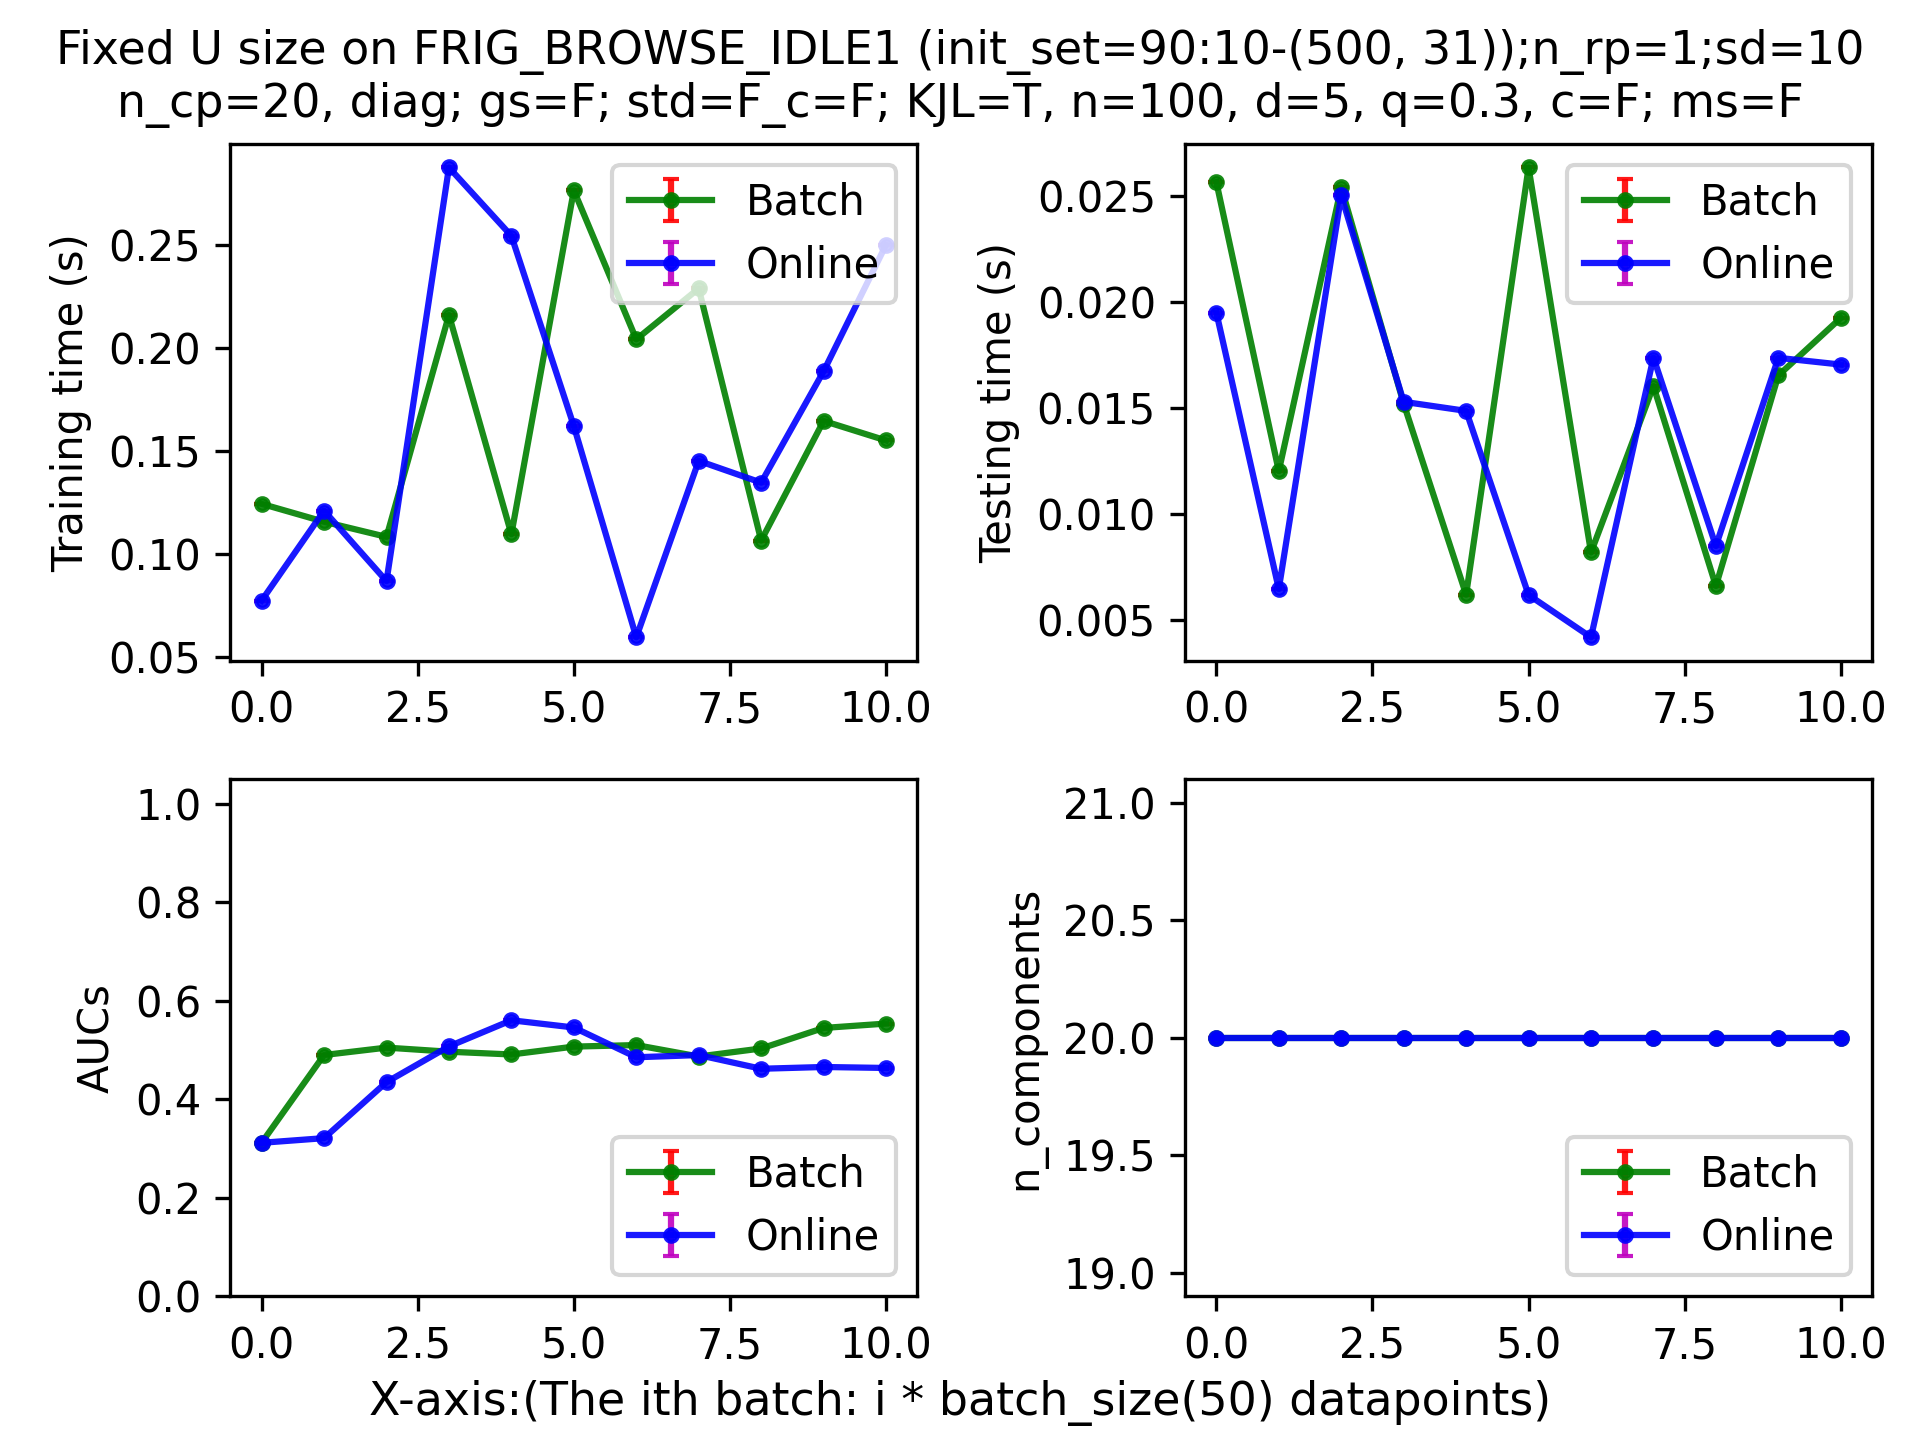 Fixed U size on FRIG_BROWSE_IDLE1 (init_set=90:10-(500, 31));n_rp=1;sd=10
n_cp=20, diag; gs=F; std=F_c=F; KJL=T, n=100, d=5, q=0.3, c=F; ms=F
Training time (s)
0.25
0.20
0.15
0.10
0.05
0.0 2.5 5.0 7.5 10.0
Batch
Online
Testing time (s)
0.025
0.020
0.015
0.010
0.005
0.0 2.5 5.0 7.5 10.0
Batch
Online
AUCs
1.0
0.8
0.6
0.4
0.2
0.0
0.0 2.5 5.0 7.5 10.0
Batch
Online
n_components
21.0
20.5
20.0
19.5
19.0
0.0 2.5 5.0 7.5 10.0
Batch
Online
X-axis:(The ith batch: i * batch_size(50) datapoints)